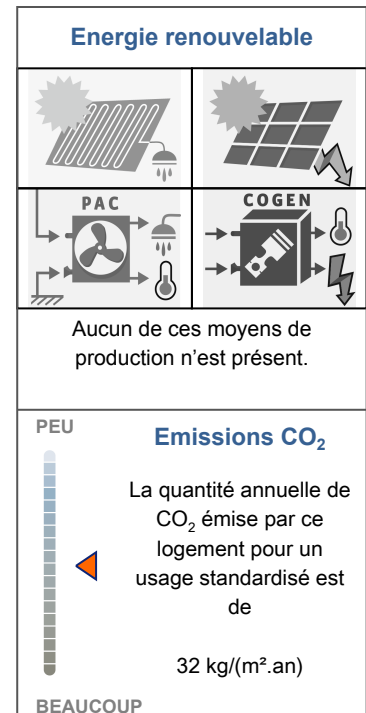 Energie renouvelable
PAC
COGEN
Aucun de ces moyens de
production n'est présent.
PEU
Emissions CO₂
La quantité annuelle de
CO₂ émise par ce
logement pour un
usage standardisé est
de
32 kg/(m².an)
BEAUCOUP